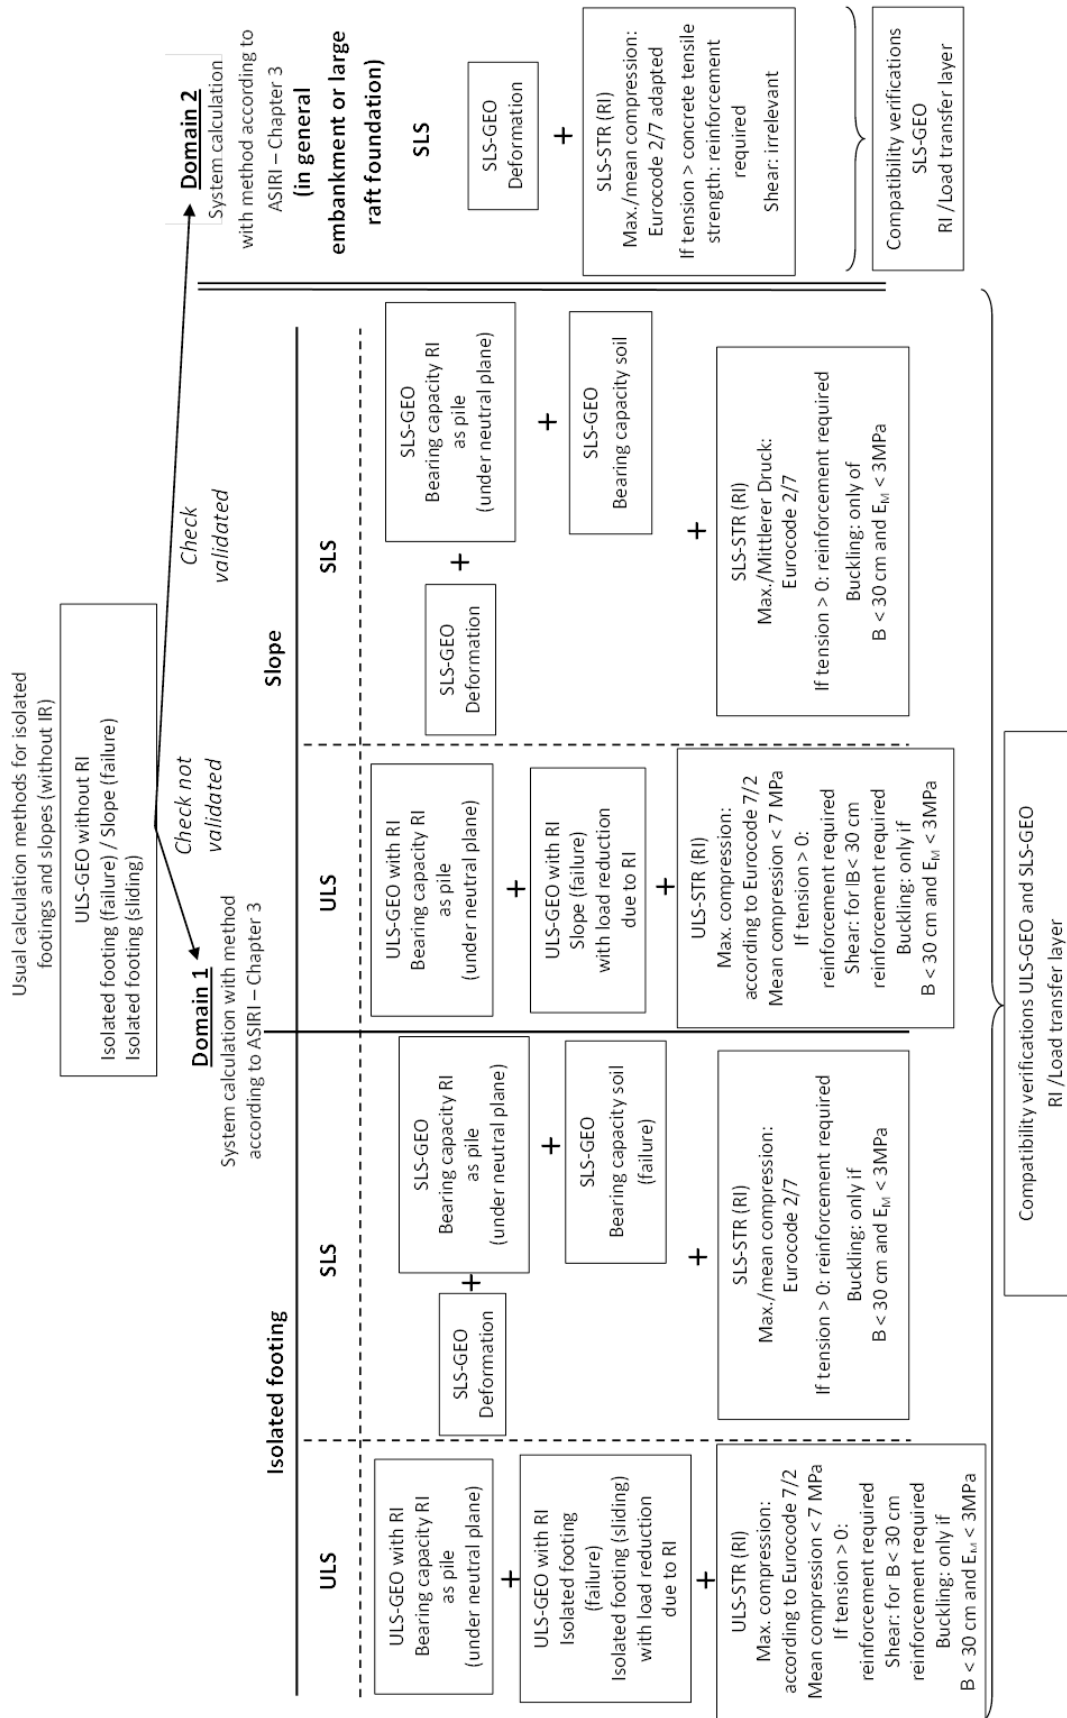 Usual calculation methods for isolated
footings and slopes (without IR)
ULS-GEO without RI
Isolated footing (failure) / Slope (failure)
Isolated footing (sliding)
Check not
validated
Check
validated
Domain 1
System calculation with method
according to ASIRI – Chapter 3
Domain 2
System calculation
with method according to
ASIRI – Chapter 3
(in general
embankment or large
raft foundation)
Isolated footing
ULS
ULS-GEO with RI
Bearing capacity RI
as pile
(under neutral plane)
+
ULS-GEO with RI
Isolated footing
(failure)
Isolated footing (sliding)
with load reduction
due to RI
+
ULS-STR (RI)
Max. compression:
according to Eurocode 7/2
Mean compression < 7 MPa
If tension > 0:
reinforcement required
Shear: for B < 30 cm
reinforcement required
Buckling: only if
B < 30 cm and EM < 3MPa
SLS
SLS-GEO
Deformation
+
SLS-GEO
Bearing capacity RI
as pile
(under neutral plane)
+
SLS-GEO
Bearing capacity soil
(failure)
+
SLS-STR (RI)
Max./mean compression:
Eurocode 2/7
If tension > 0: reinforcement required
Buckling: only if
B < 30 cm and EM < 3MPa
Slope
ULS
ULS-GEO with RI
Bearing capacity RI
as pile
(under neutral plane)
+
ULS-GEO with RI
Slope (failure)
with load reduction
due to RI
+
ULS-STR (RI)
Max. compression:
according to Eurocode 7/2
Mean compression < 7 MPa
If tension > 0:
reinforcement required
Shear: for IB < 30 cm
reinforcement required
Buckling: only if
B < 30 cm and EM < 3MPa
SLS
SLS-GEO
Deformation
+
SLS-GEO
Bearing capacity RI
as pile
(under neutral plane)
+
SLS-GEO
Bearing capacity soil
+
SLS-STR (RI)
Max./Mittlerer Druck:
Eurocode 2/7
If tension > 0: reinforcement required
Buckling: only of
B < 30 cm and EM < 3MPa
SLS
SLS-GEO
Deformation
+
SLS-STR (RI)
Max./mean compression:
Eurocode 2/7 adapted
If tension > concrete tensile
strength: reinforcement
required
Shear: irrelevant
Compatibility verifications
SLS-GEO
RI /Load transfer layer
Compatibility verifications ULS-GEO and SLS-GEO
RI /Load transfer layer